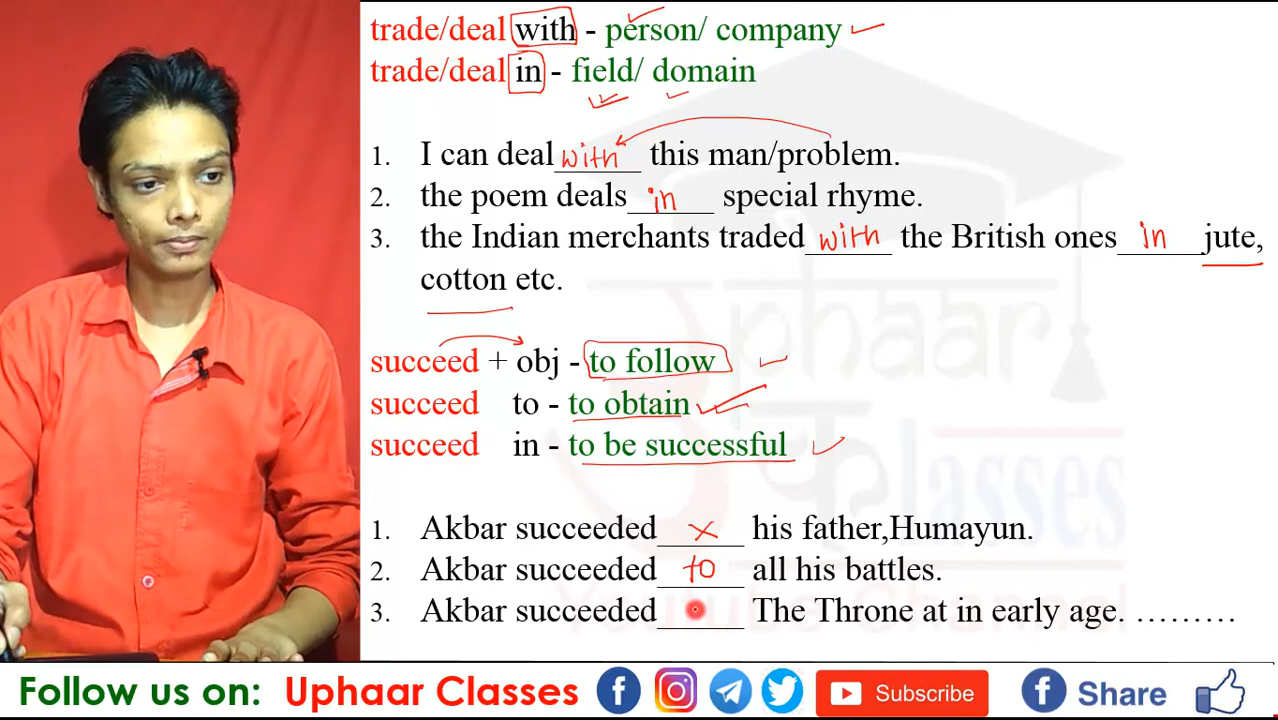 trade/deal with - person/ company
trade/deal in - field/ domain
1. I can deal with this man/problem.
2. the poem deals in special rhyme.
3. the Indian merchants traded with the British ones in jute,
cotton etc.
succeed + obj - to follow
succeed to - to obtain
succeed in - to be successful
1. Akbar succeeded x his father,Humayun.
2. Akbar succeeded to all his battles.
3. Akbar succeeded______ The Throne at in early age. ………
Follow us on: Uphaar Classes Subscribe Share